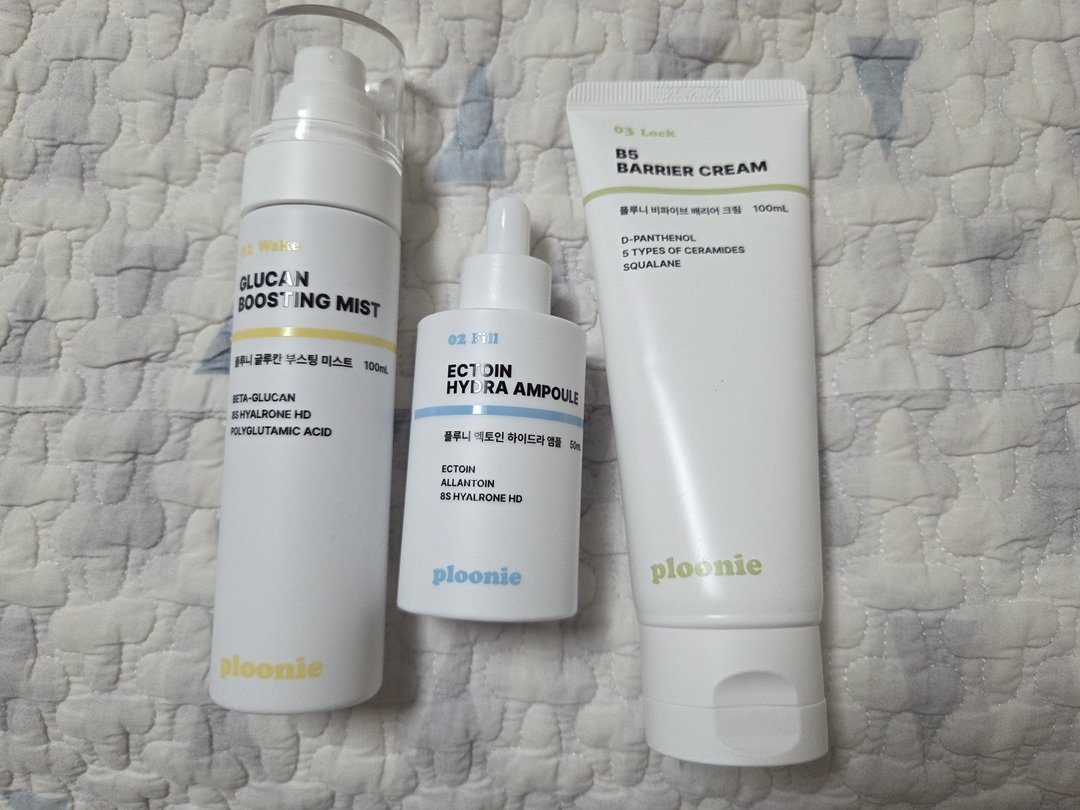 01 Wake
GLUCAN
BOOSTING MIST
플루니 글루칸 부스팅 미스트 100mL
BETA-GLUCAN
8S HYALRONE HD
POLYGLUTAMIC ACID
ploonie
02 Fill
ECTOIN
HYDRA AMPOULE
플루니 엑토인 하이드라 앰플 50mL
ECTOIN
ALLANTOIN
8S HYALRONE HD
ploonie
03 Lock
B5
BARRIER CREAM
플루니 비파이브 배리어 크림 100mL
D-PANTHENOL
5 TYPES OF CERAMIDES
SQUALANE
ploonie